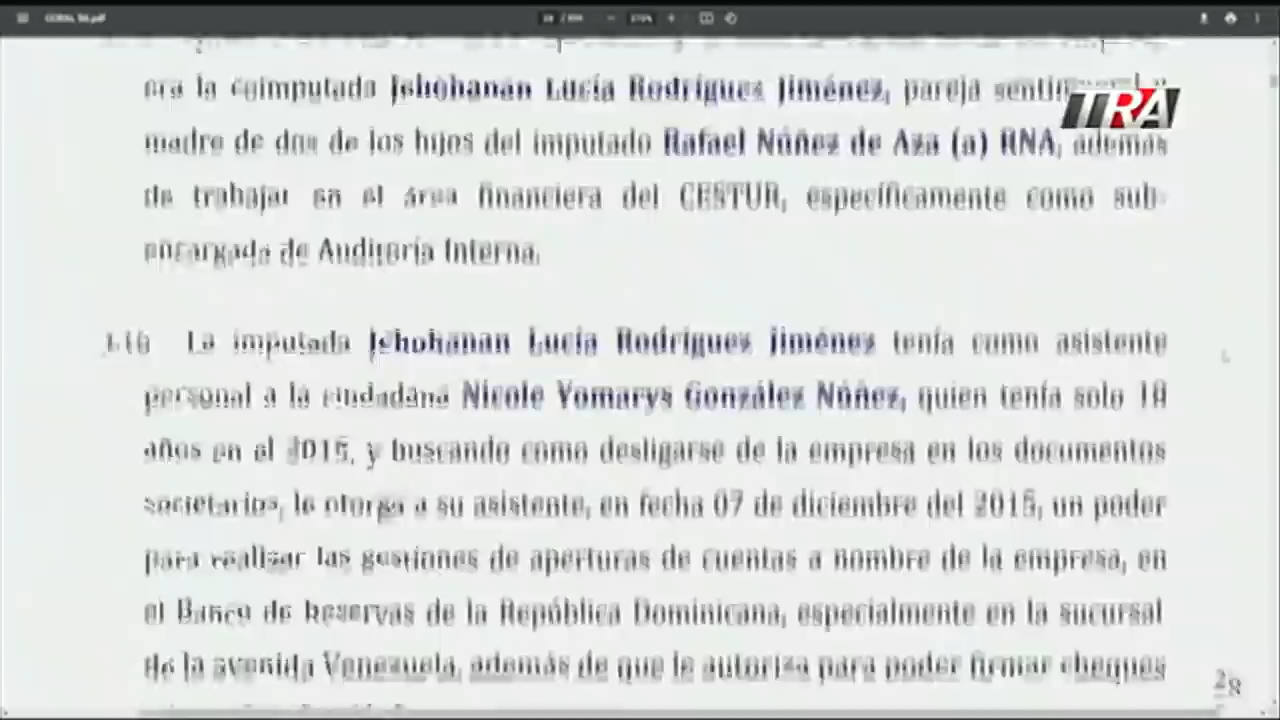 CORAL 5G.pdf
TRA
era la coimputada Jehohanan Lucía Rodríguez Jiménez, pareja
madre de dos de los hijos del imputado Rafael Núñez de Aza (a) RNA, además
de trabajar en el área financiera del CESTUR, específicamente como sub-
encargada de Auditoría Interna.
La imputada Jehohanan Lucía Rodríguez Jiménez tenía como asistente
personal a la ciudadana Nicole Yomarys González Núñez, quien tenía solo 18
años en el 2015, y buscando como desligarse de la empresa en los documentos
societarios, le otorga a su asistente, en fecha 07 de diciembre del 2015, un poder
para realizar las gestiones de aperturas de cuentas a nombre de la empresa, en
el Banco de Reservas de la República Dominicana, especialmente en la sucursal
de la avenida Venezuela, además de que le autoriza para poder firmar cheques
28